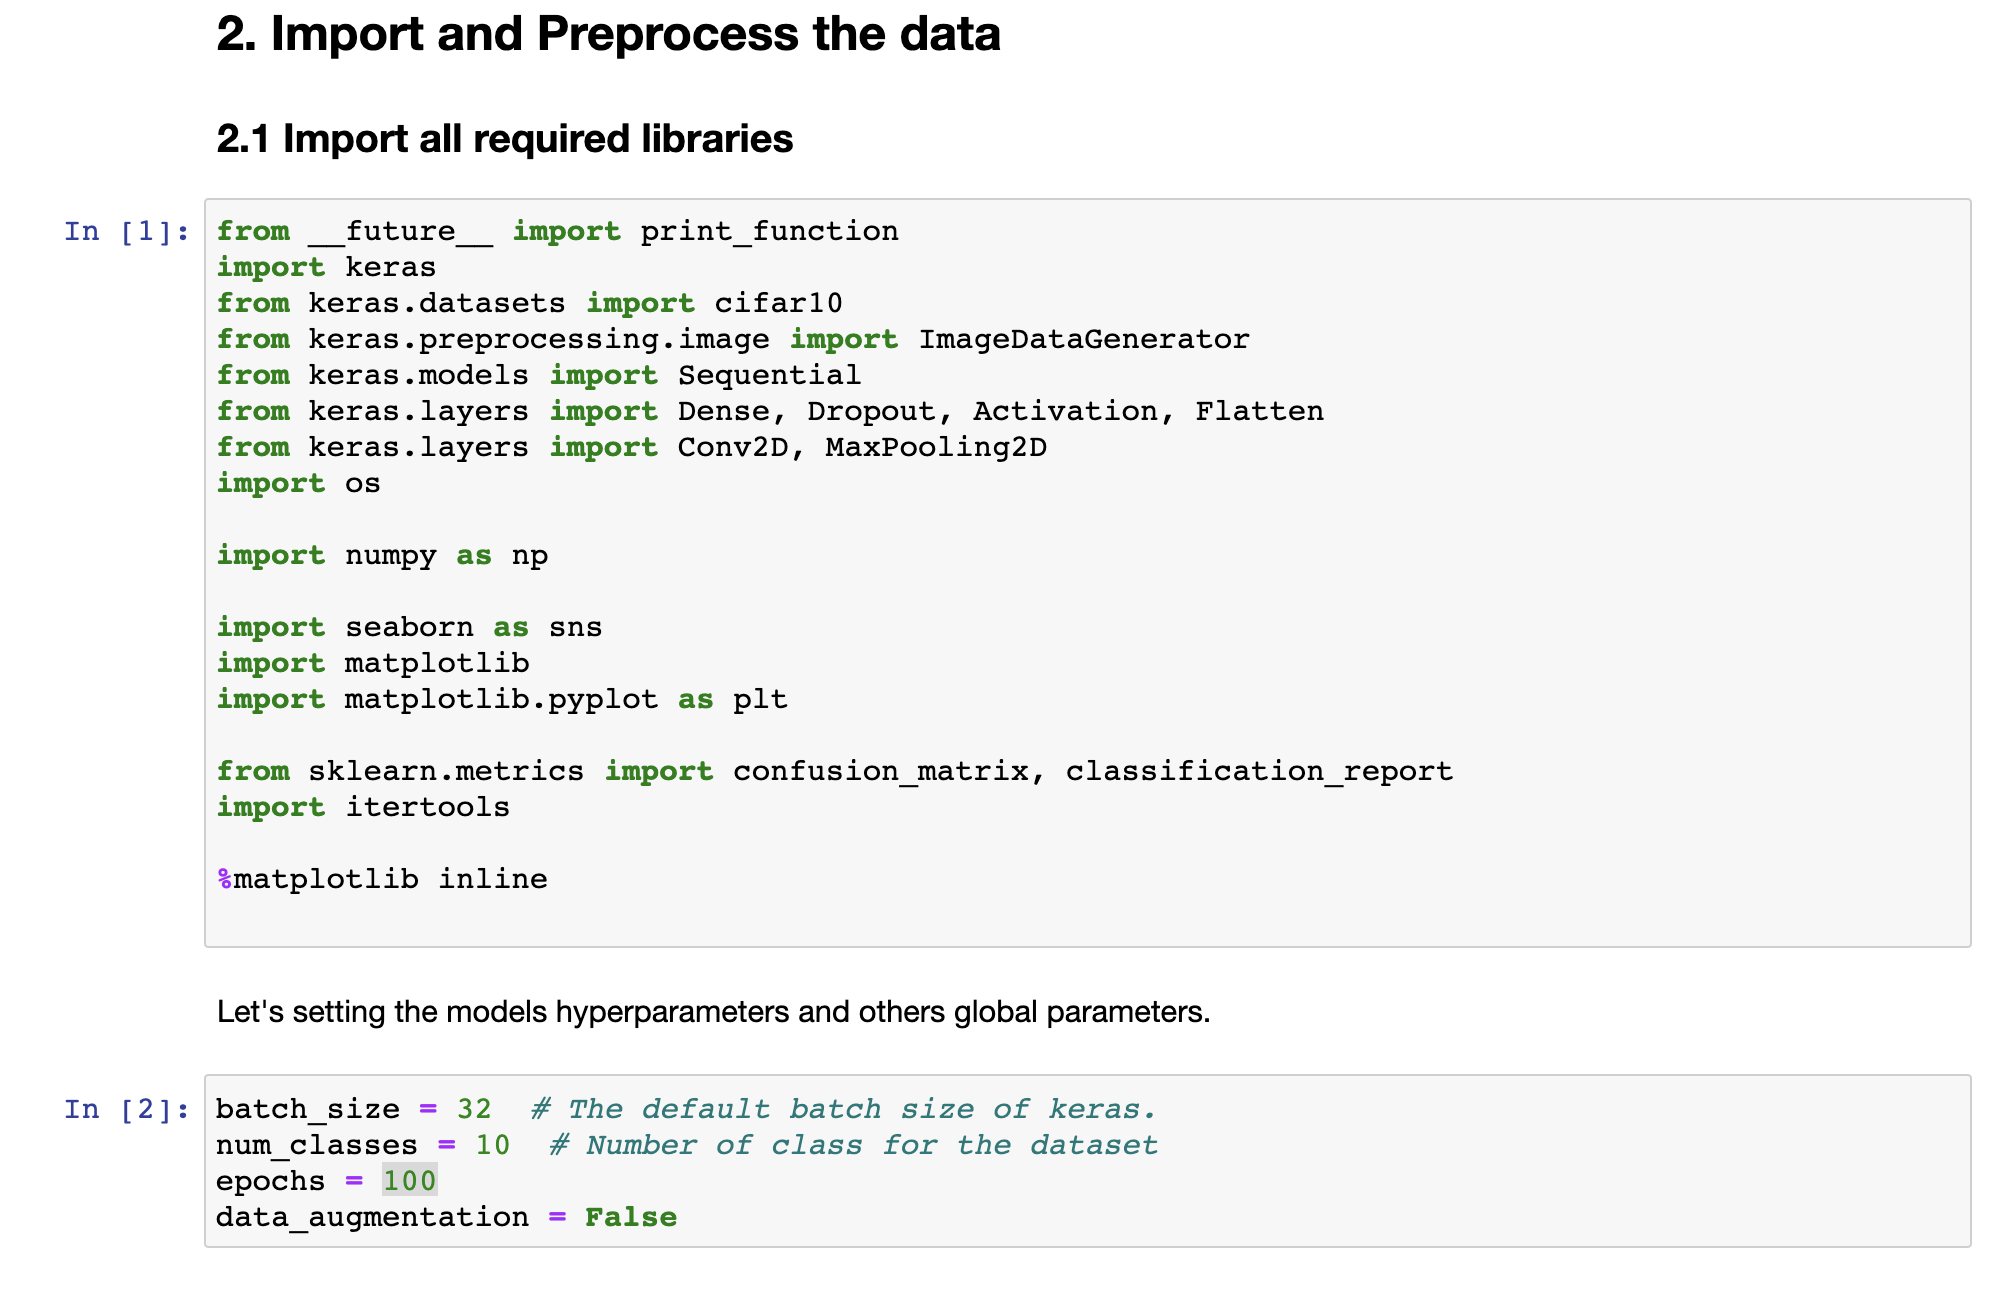 2. Import and Preprocess the data
2.1 Import all required libraries
In [1]:
from __future__ import print_function
import keras
from keras.datasets import cifar10
from keras.preprocessing.image import ImageDataGenerator
from keras.models import Sequential
from keras.layers import Dense, Dropout, Activation, Flatten
from keras.layers import Conv2D, MaxPooling2D
import os
import numpy as np
import seaborn as sns
import matplotlib
import matplotlib.pyplot as plt
from sklearn.metrics import confusion_matrix, classification_report
import itertools
%matplotlib inline
Let's setting the models hyperparameters and others global parameters.
In [2]:
batch_size = 32  # The default batch size of keras.
num_classes = 10  # Number of class for the dataset
epochs = 100
data_augmentation = False